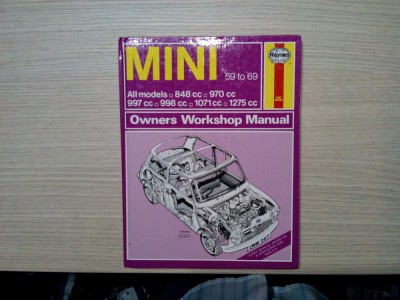 Haynes
MINI
'59 to '69
All models □ 848 cc □ 970 cc
997 cc □ 998 cc □ 1071 cc □ 1275 cc
Owners Workshop Manual